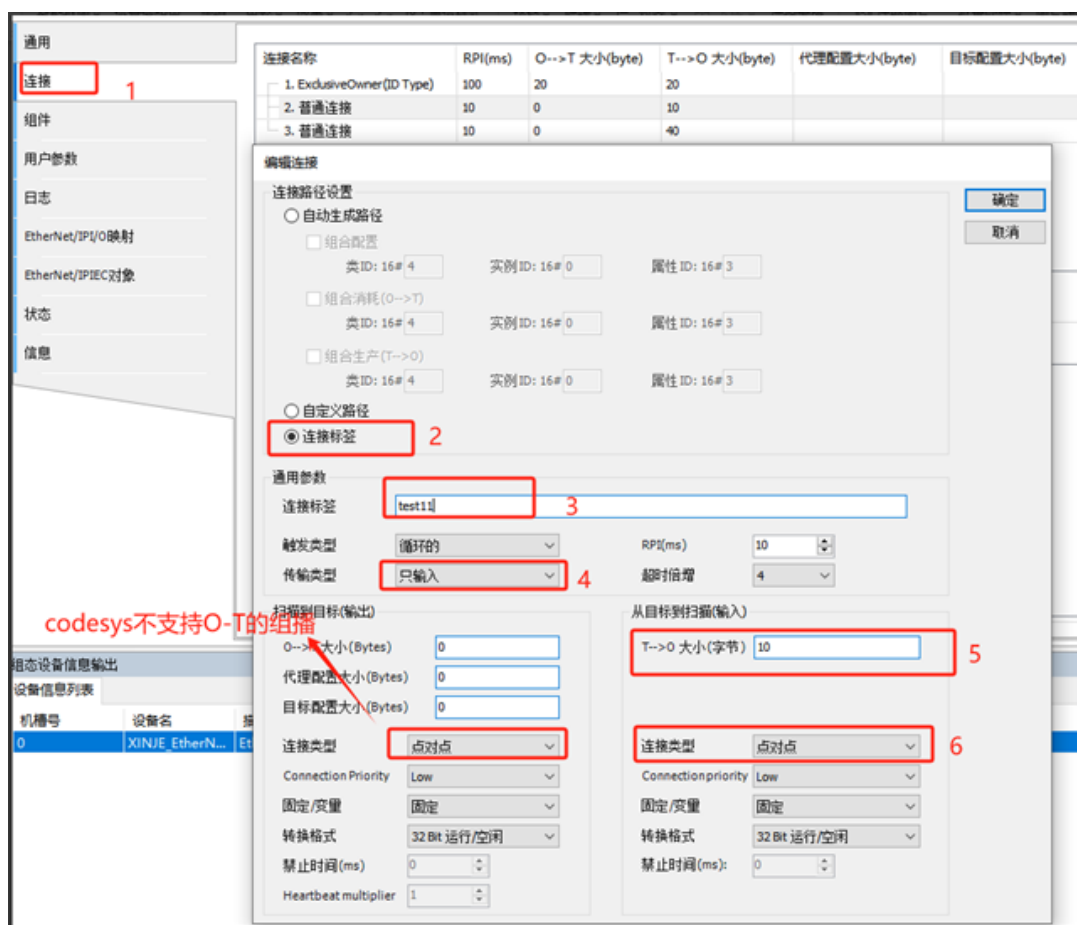 通用
连接
1
组件
用户参数
日志
EtherNet/IPI/O映射
EtherNet/IPIEC对象
状态
信息
连接名称 RPI(ms) O-->T 大小(byte) T-->O 大小(byte) 代理配置大小(byte) 目标配置大小(byte)
1. ExclusiveOwner(ID Type) 100 20 20
2. 普通连接 10 0 10
3. 普通连接 10 0 40
编辑连接
连接路径设置
确定
取消
自动生成路径
组合配置
类ID: 16# 4 实例ID: 16# 0 属性ID: 16# 3
组合消耗(O-->T)
类ID: 16# 4 实例ID: 16# 0 属性ID: 16# 3
组合生产(T-->O)
类ID: 16# 4 实例ID: 16# 0 属性ID: 16# 3
自定义路径
连接标签 2
通用参数
连接标签 test11 3
触发类型 循环的 RPI(ms) 10
传输类型 只输入 4 超时倍增 4
扫描到目标(输出) 从目标到扫描(输入)
codesys不支持O-T的组播
大小(Bytes) 0 T-->O 大小(字节) 10 5
代理配置大小(Bytes) 0
目标配置大小(Bytes) 0
连接类型 点对点 连接类型 点对点 6
Connection Priority Low Connection priority Low
固定/变量 固定 固定/变量 固定
转换格式 32 Bit 运行/空闲 转换格式 32 Bit 运行/空闲
禁止时间(ms) 0 禁止时间(ms): 0
Heartbeat multiplier 1
组态设备信息输出
设备信息列表
机槽号 设备名
0 XINJE_EtherN... Et